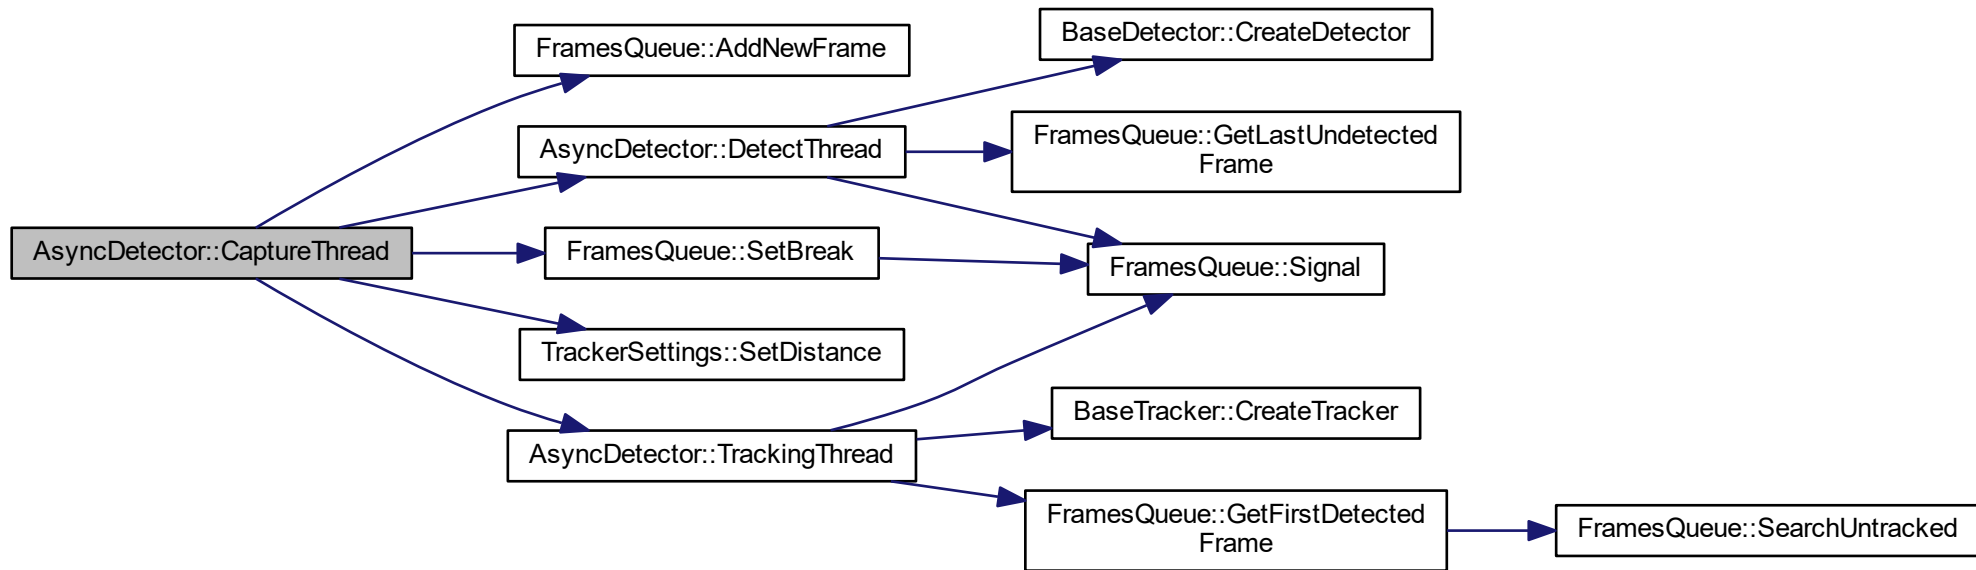 AsyncDetector::CaptureThread
FramesQueue::AddNewFrame
AsyncDetector::DetectThread
FramesQueue::SetBreak
TrackerSettings::SetDistance
AsyncDetector::TrackingThread
BaseDetector::CreateDetector
FramesQueue::GetLastUndetected
Frame
FramesQueue::Signal
BaseTracker::CreateTracker
FramesQueue::GetFirstDetected
Frame
FramesQueue::SearchUntracked